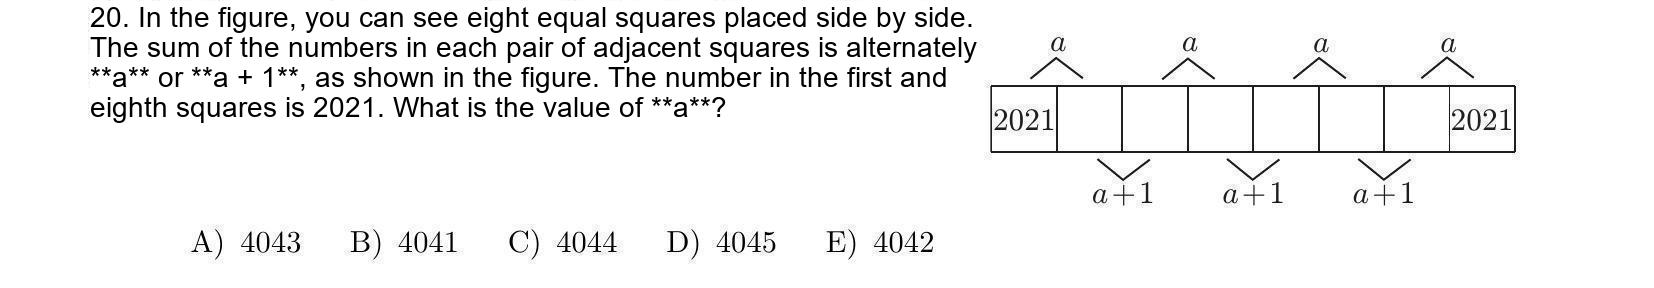 20. In the figure, you can see eight equal squares placed side by side.
The sum of the numbers in each pair of adjacent squares is alternately
**a** or **a + 1**, as shown in the figure. The number in the first and
eighth squares is 2021. What is the value of **a**?
a a a a
2021 2021
a+1 a+1 a+1
A) 4043 B) 4041 C) 4044 D) 4045 E) 4042